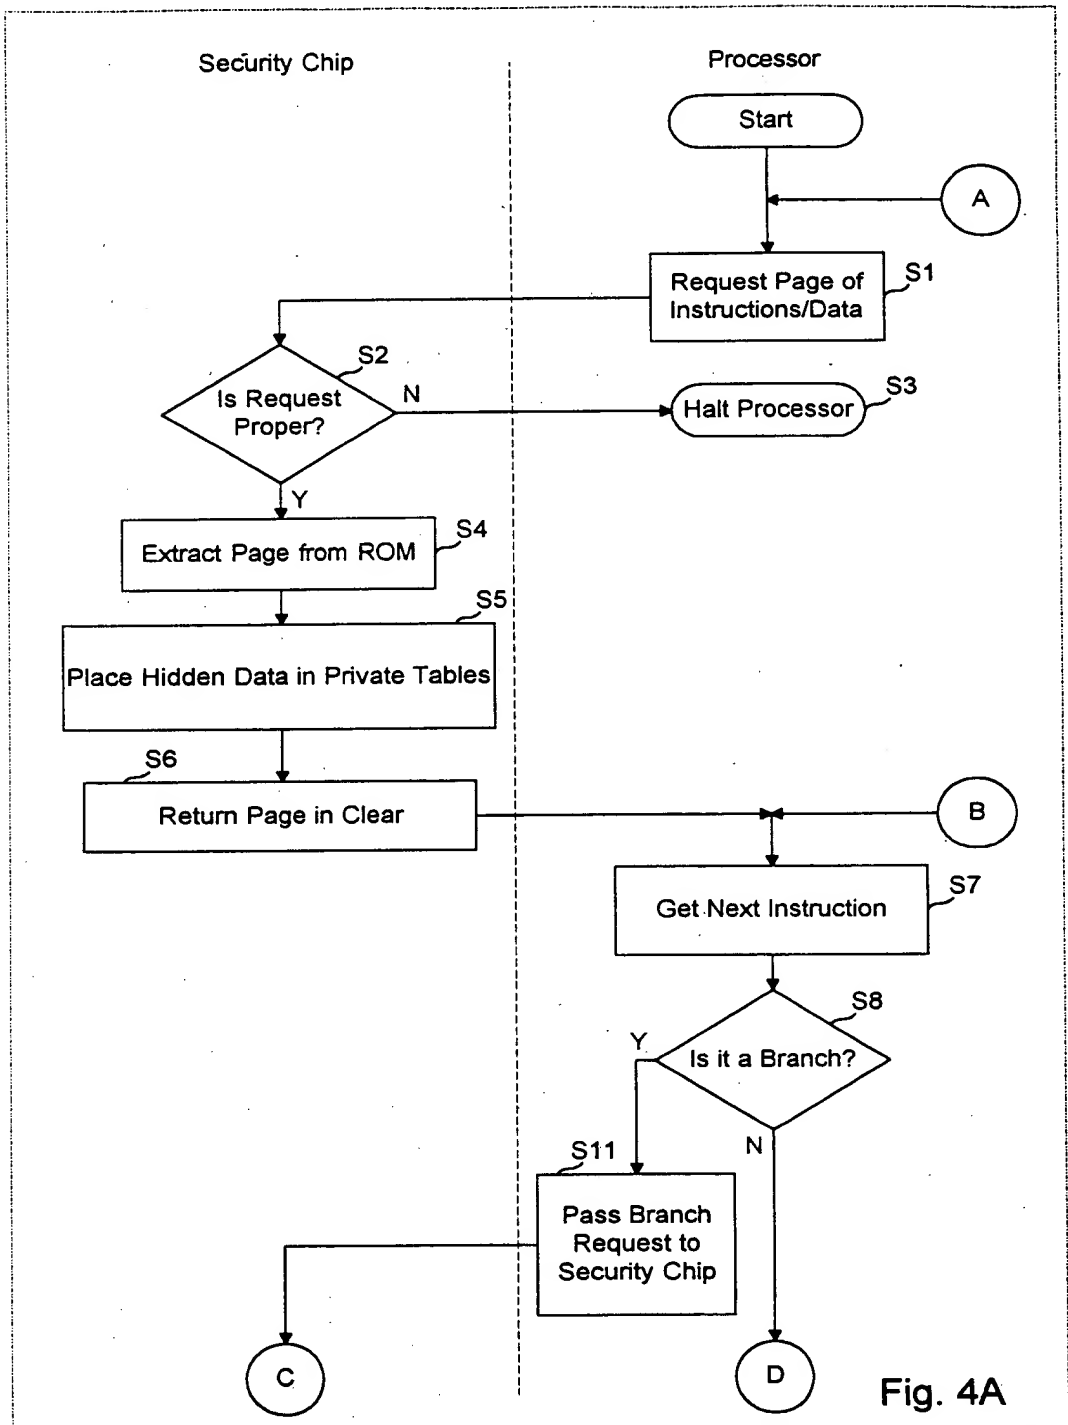 Security Chip
Processor
Start
A
Request Page of
Instructions/Data
S1
S2
Is Request
Proper?
N
Halt Processor
S3
Y
Extract Page from ROM
S4
S5
Place Hidden Data in Private Tables
S6
Return Page in Clear
B
Get Next Instruction
S7
S8
Is it a Branch?
Y
N
S11
Pass Branch
Request to
Security Chip
C
D
Fig. 4A